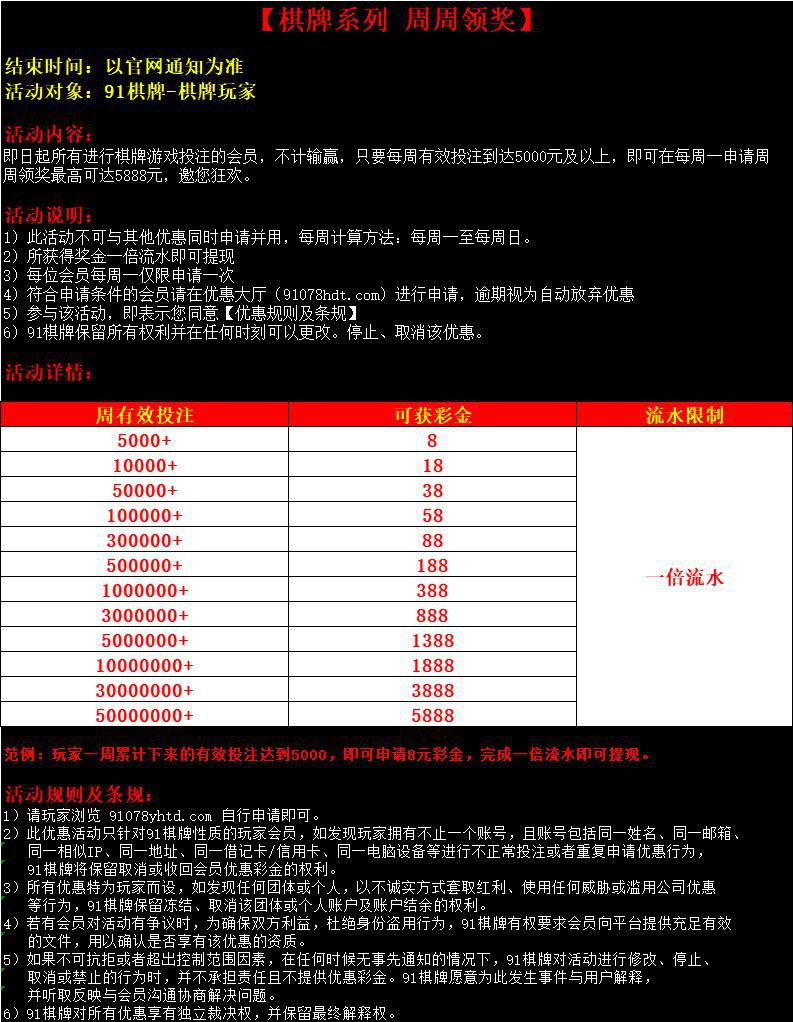 【棋牌系列 周周领奖】
结束时间：以官网通知为准
活动对象：91棋牌-棋牌玩家
活动内容：
即日起所有进行棋牌游戏投注的会员，不计输赢，只要每周有效投注到达5000元及以上，即可在每周一申请周
周领奖最高可达5888元，邀您狂欢。
活动说明：
1）此活动不可与其他优惠同时申请并用，每周计算方法：每周一至每周日。
2）所获得奖金一倍流水即可提现
3）每位会员每周一仅限申请一次
4）符合申请条件的会员请在优惠大厅（91078hdt.com）进行申请，逾期视为自动放弃优惠
5）参与该活动，即表示您同意【优惠规则及条规】
6）91棋牌保留所有权利并在任何时刻可以更改。停止、取消该优惠。
活动详情：
周有效投注 可获彩金 流水限制
5000+ 8
10000+ 18
50000+ 38
100000+ 58
300000+ 88
500000+ 188
一倍流水
1000000+ 388
3000000+ 888
5000000+ 1388
10000000+ 1888
30000000+ 3888
50000000+ 5888
范例：玩家一周累计下来的有效投注达到5000，即可申请8元彩金，完成一倍流水即可提现。
活动规则及条规：
1）请玩家浏览 91078yhtd.com 自行申请即可。
2）此优惠活动只针对91棋牌性质的玩家会员，如发现玩家拥有不止一个账号，且账号包括同一姓名、同一邮箱、
同一相似IP、同一地址、同一借记卡/信用卡、同一电脑设备等进行不正常投注或者重复申请优惠行为，
91棋牌将保留取消或收回会员优惠彩金的权利。
3）所有优惠特为玩家而设，如发现任何团体或个人，以不诚实方式套取红利、使用任何威胁或滥用公司优惠
等行为，91棋牌保留冻结、取消该团体或个人账户及账户结余的权利。
4）若有会员对活动有争议时，为确保双方利益，杜绝身份盗用行为，91棋牌有权要求会员向平台提供充足有效
的文件，用以确认是否享有该优惠的资质。
5）如果不可抗拒或者超出控制范围因素，在任何时候无事先通知的情况下，91棋牌对活动进行修改、停止、
取消或禁止的行为时，并不承担责任且不提供优惠彩金。91棋牌愿意为此发生事件与用户解释，
并听取反映与会员沟通协商解决问题。
6）91棋牌对所有优惠享有独立裁决权，并保留最终解释权。